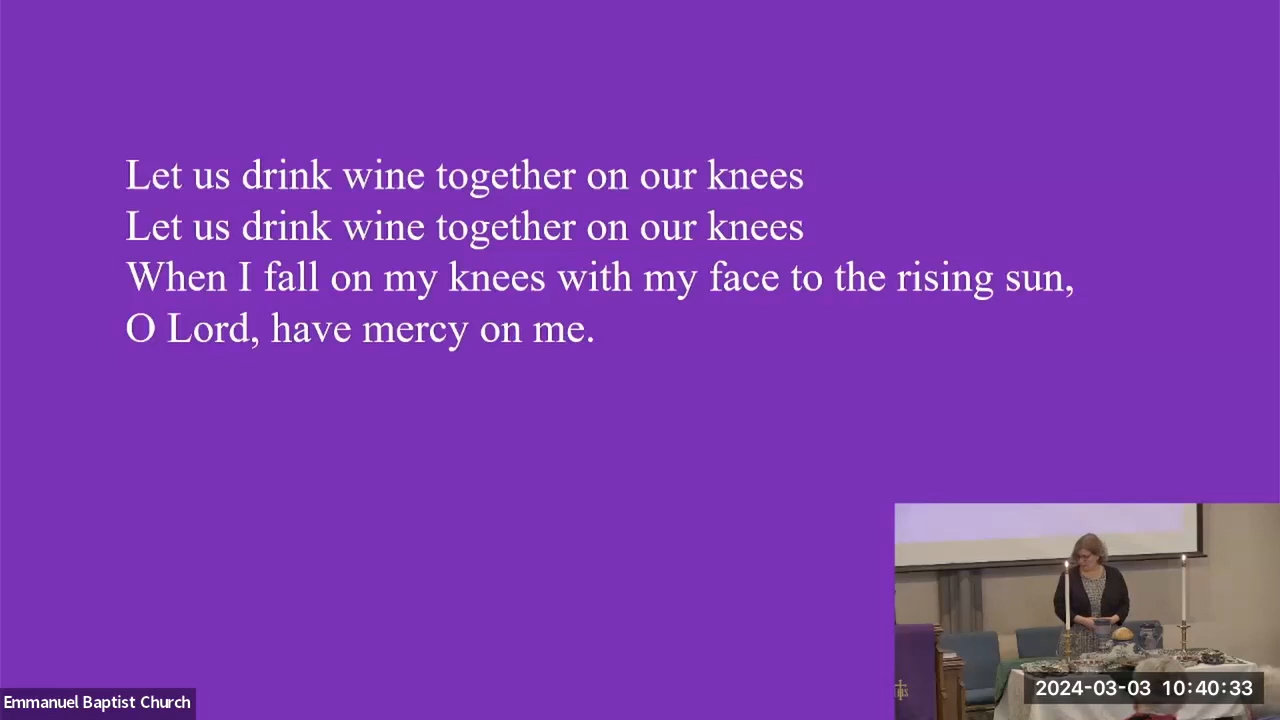 Let us drink wine together on our knees
Let us drink wine together on our knees
When I fall on my knees with my face to the rising sun,
O Lord, have mercy on me.
Emmanuel Baptist Church
2024-03-03 10:40:33